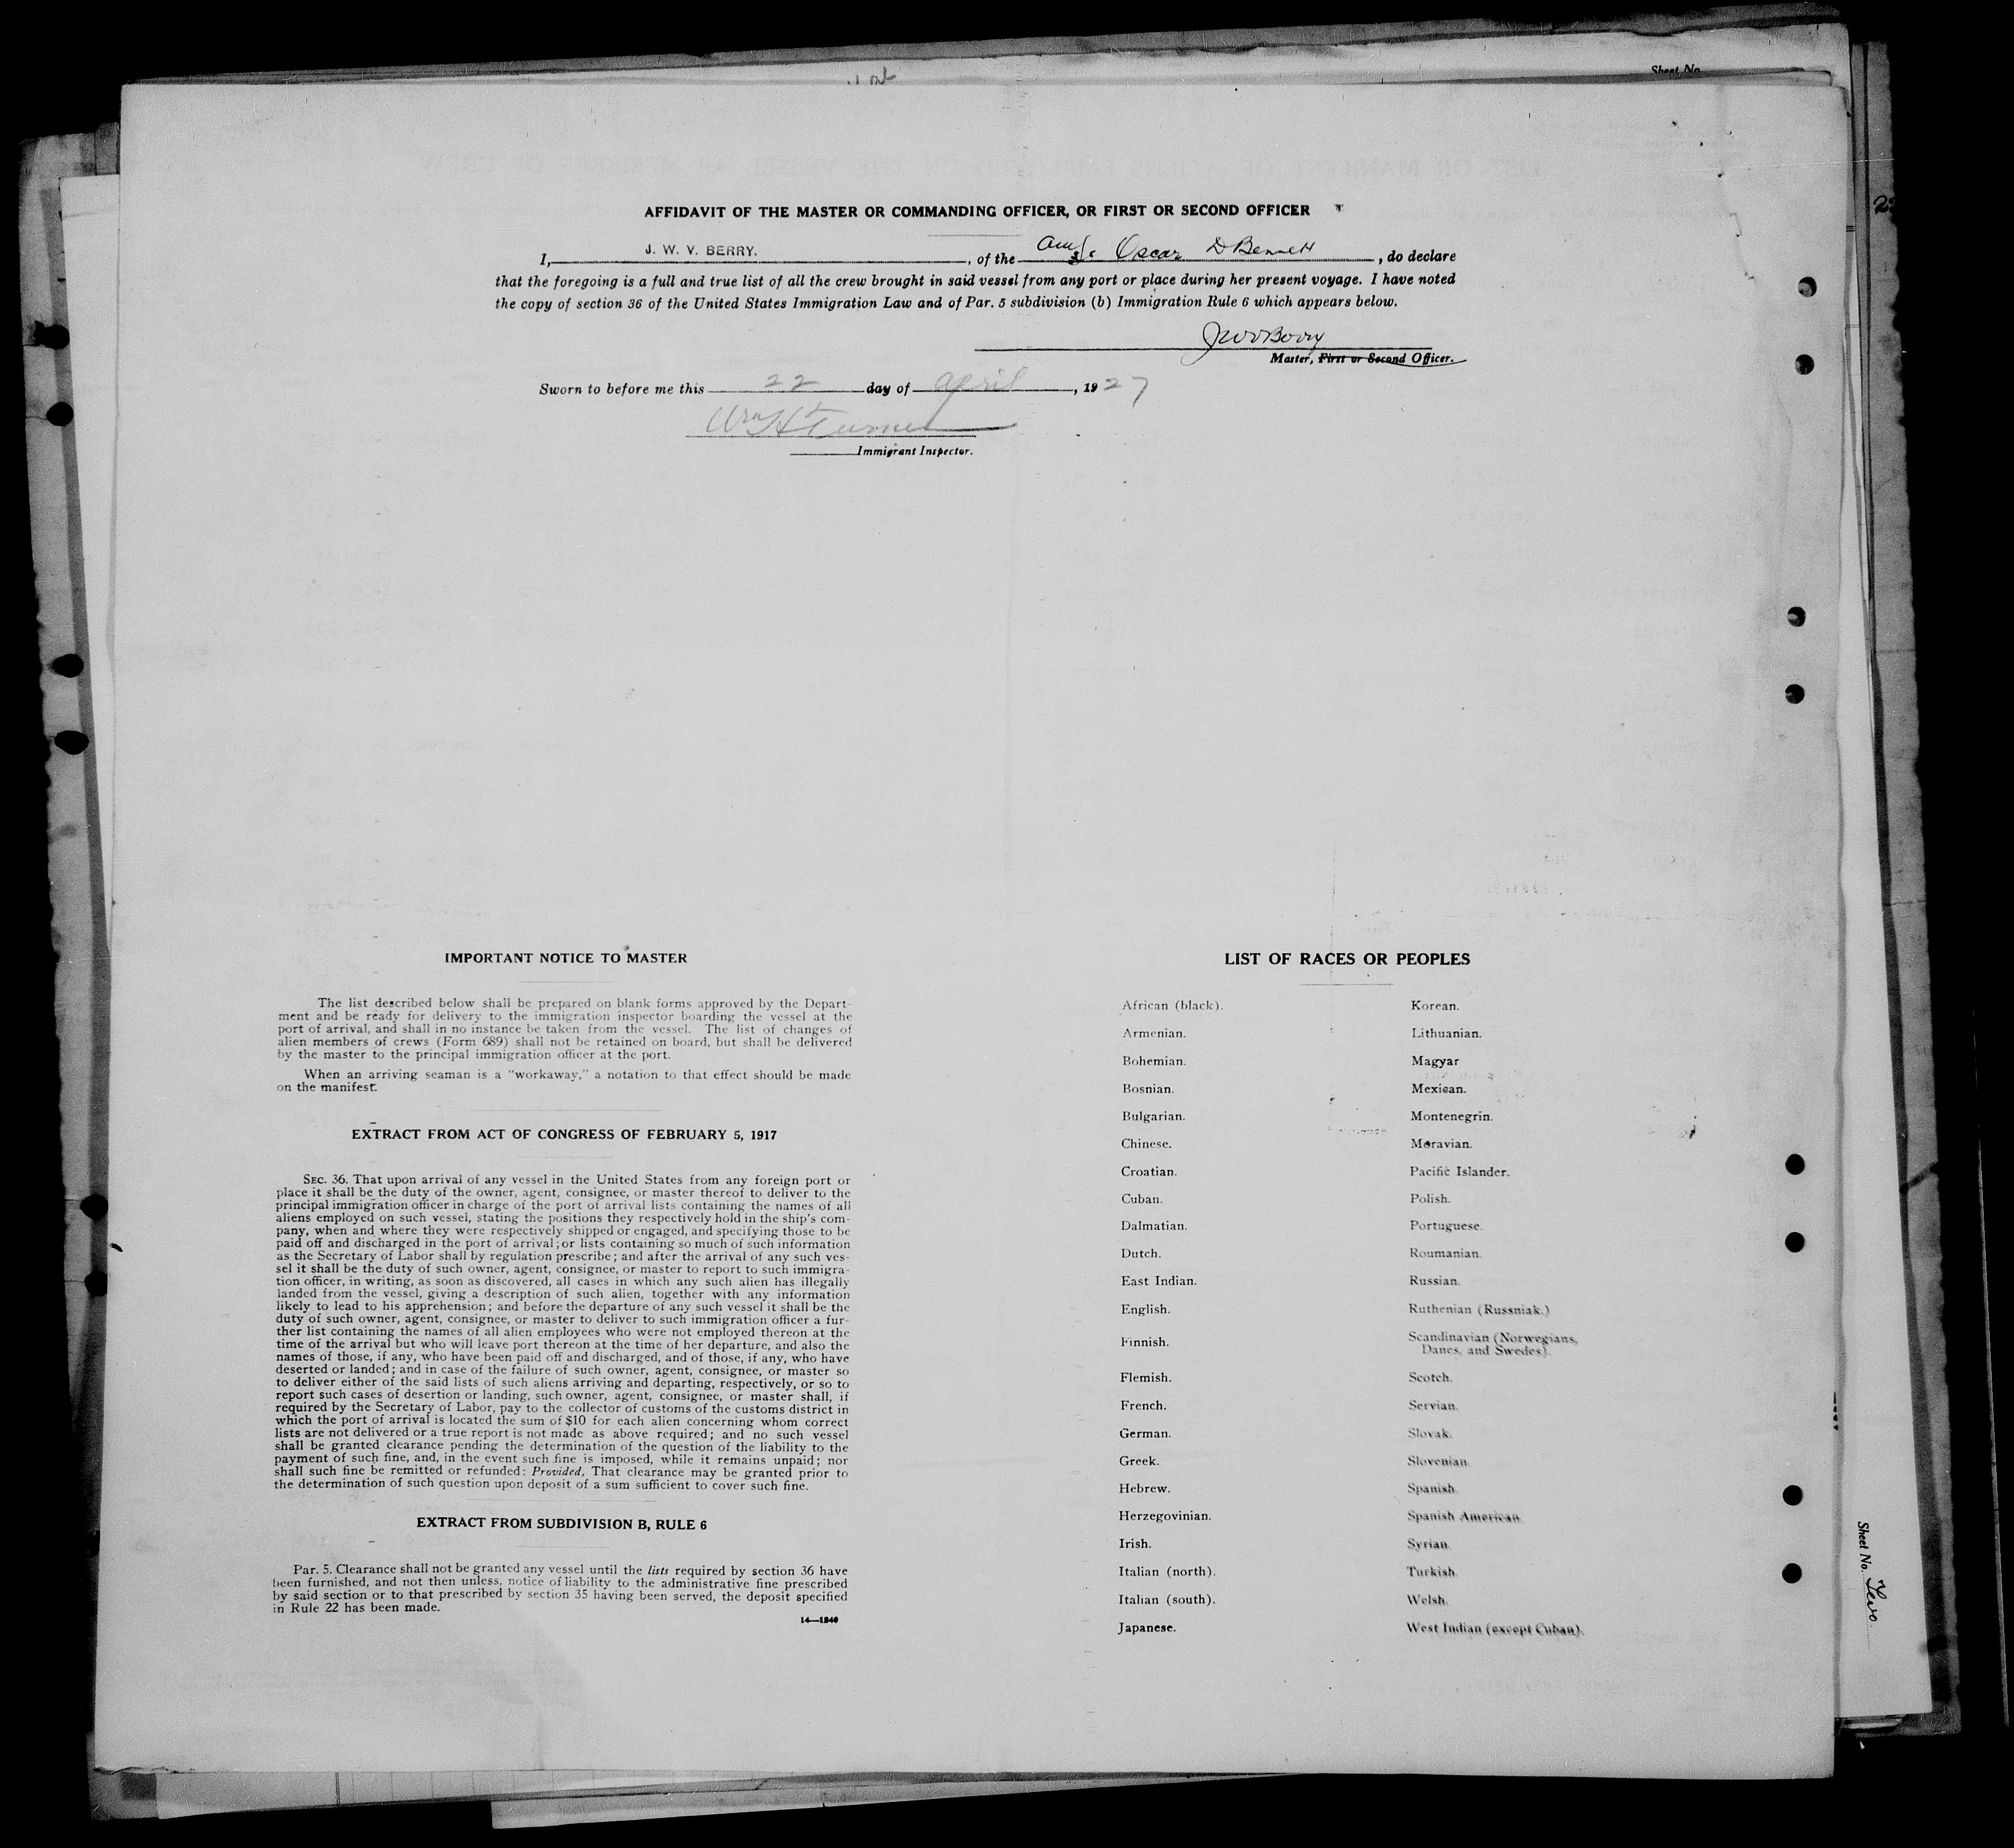 Sheet No.
AFFIDAVIT OF THE MASTER OR COMMANDING OFFICER, OR FIRST OR SECOND OFFICER
I, J. W. V. BERRY. , of the Am S/S Oscar D Bennett , do declare
that the foregoing is a full and true list of all the crew brought in said vessel from any port or place during her present voyage. I have noted
the copy of section 36 of the United States Immigration Law and of Par. 5 subdivision (b) Immigration Rule 6 which appears below.
JWVBerry
Master, First or Second Officer.
Sworn to before me this 22 day of April , 1927
Wm H Turner
Immigrant Inspector.
IMPORTANT NOTICE TO MASTER
The list described below shall be prepared on blank forms approved by the Depart-
ment and be ready for delivery to the immigration inspector boarding the vessel at the
port of arrival, and shall in no instance be taken from the vessel. The list of changes of
alien members of crews (Form 689) shall not be retained on board, but shall be delivered
by the master to the principal immigration officer at the port.
When an arriving seaman is a "workaway," a notation to that effect should be made
on the manifest.
EXTRACT FROM ACT OF CONGRESS OF FEBRUARY 5, 1917
SEC. 36. That upon arrival of any vessel in the United States from any foreign port or
place it shall be the duty of the owner, agent, consignee, or master thereof to deliver to the
principal immigration officer in charge of the port of arrival lists containing the names of all
aliens employed on such vessel, stating the positions they respectively hold in the ship's com-
pany, when and where they were respectively shipped or engaged, and specifying those to be
paid off and discharged in the port of arrival; or lists containing so much of such information
as the Secretary of Labor shall by regulation prescribe; and after the arrival of any such ves-
sel it shall be the duty of such owner, agent, consignee, or master to report to such immigra-
tion officer, in writing, as soon as discovered, all cases in which any such alien has illegally
landed from the vessel, giving a description of such alien, together with any information
likely to lead to his apprehension; and before the departure of any such vessel it shall be the
duty of such owner, agent, consignee, or master to deliver to such immigration officer a fur-
ther list containing the names of all alien employees who were not employed thereon at the
time of the arrival but who will leave port thereon at the time of her departure, and also the
names of those, if any, who have been paid off and discharged, and of those, if any, who have
deserted or landed; and in case of the failure of such owner, agent, consignee, or master so
to deliver either of the said lists of such aliens arriving and departing, respectively, or so to
report such cases of desertion or landing, such owner, agent, consignee, or master shall, if
required by the Secretary of Labor, pay to the collector of customs of the customs district in
which the port of arrival is located the sum of $10 for each alien concerning whom correct
lists are not delivered or a true report is not made as above required; and no such vessel
shall be granted clearance pending the determination of the question of the liability to the
payment of such fine, and, in the event such fine is imposed, while it remains unpaid; nor
shall such fine be remitted or refunded: Provided, That clearance may be granted prior to
the determination of such question upon deposit of a sum sufficient to cover such fine.
EXTRACT FROM SUBDIVISION B, RULE 6
Par. 5. Clearance shall not be granted any vessel until the lists required by section 36 have
been furnished, and not then unless, notice of liability to the administrative fine prescribed
by said section or to that prescribed by section 35 having been served, the deposit specified
in Rule 22 has been made.
14—1240
LIST OF RACES OR PEOPLES
African (black).
Armenian.
Bohemian.
Bosnian.
Bulgarian.
Chinese.
Croatian.
Cuban.
Dalmatian.
Dutch.
East Indian.
English.
Finnish.
Flemish.
French.
German.
Greek.
Hebrew.
Herzegovinian.
Irish.
Italian (north).
Italian (south).
Japanese.
Korean.
Lithuanian.
Magyar
Mexican.
Montenegrin.
Moravian.
Pacific Islander.
Polish.
Portuguese.
Roumanian.
Russian.
Ruthenian (Russniak.)
Scandinavian (Norwegians,
Danes, and Swedes).
Scotch.
Servian.
Slovak.
Slovenian.
Spanish.
Spanish American.
Syrian.
Turkish.
Welsh.
West Indian (except Cuban).
Sheet No.